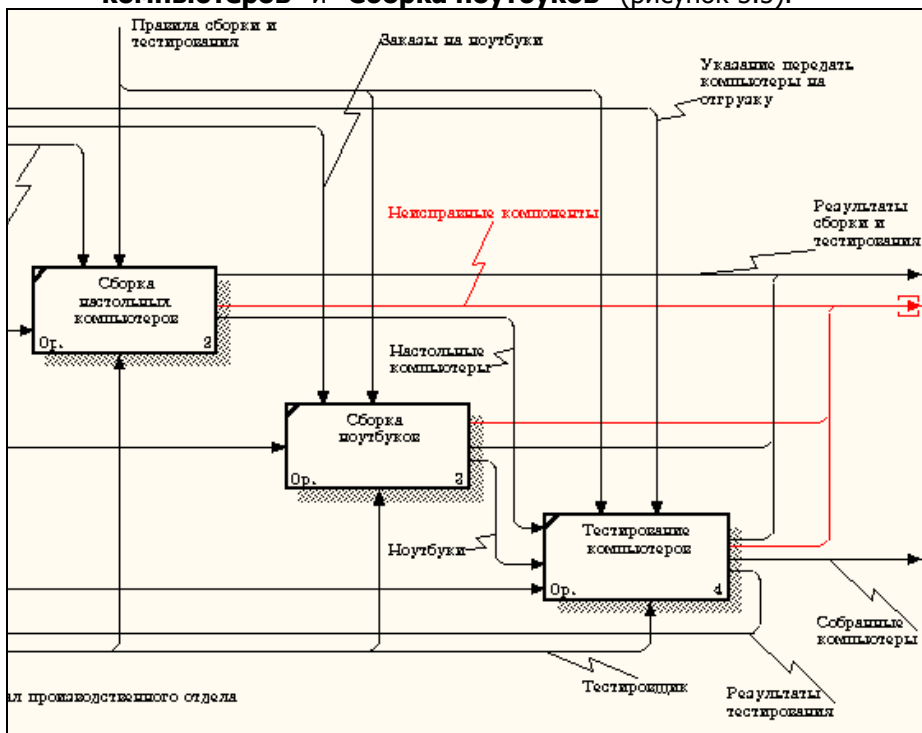 компьютеров" и "Сборка ноутбуков" (рисунок 5.5).
Правила сборки и
тестирования
Заказы на ноутбуки
Указание передать
компьютеры на
отгрузку
Неисправные компоненты
Результаты
сборки и
тестирования
Сборка
настольных
компьютеров
0р.
2
Настольные
компьютеры
Сборка
ноутбуков
0р.
3
Ноутбуки
Тестирование
компьютеров
0р.
4
Собранные
компьютеры
Тестировщик
Результаты
тестирования
ал производственного отдела